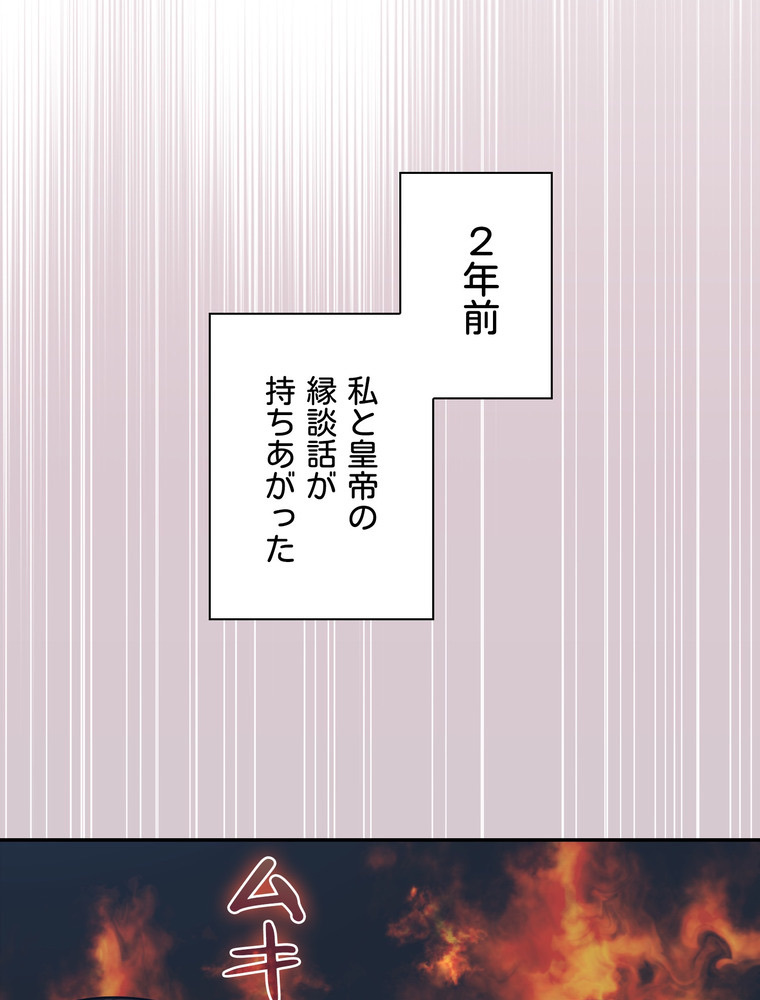 ２年前
私と皇帝の
縁談話が
持ちあがった
ムキ